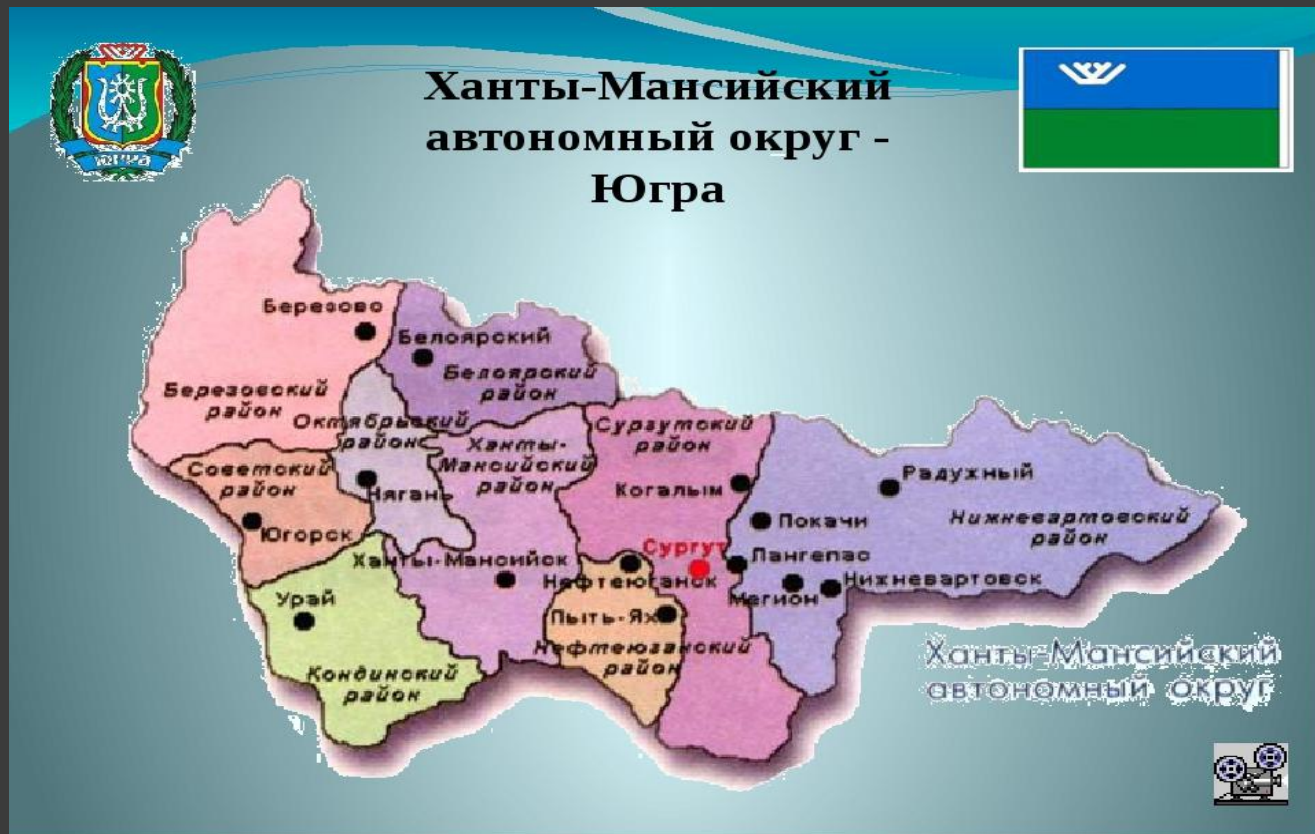 Ханты-Мансийский
автономный округ -
Югра
ЮГРА
Березово
Белоярский
Белоярский
район
Березовский
район
Октябрьский
район
Сургутский
район
Ханты-
Мансийский
район
Советский
район
Нягань
Когалым
Радужный
Югорск
Покачи
Нижневартовский
район
Сургут
Ханты-Мансийск
Нефтеюганск
Лангепас
Мегион
Нижневартовск
Урай
Пыть-Ях
Нефтеюганский
район
Кондинский
район
Ханты-Мансийский
автономный округ